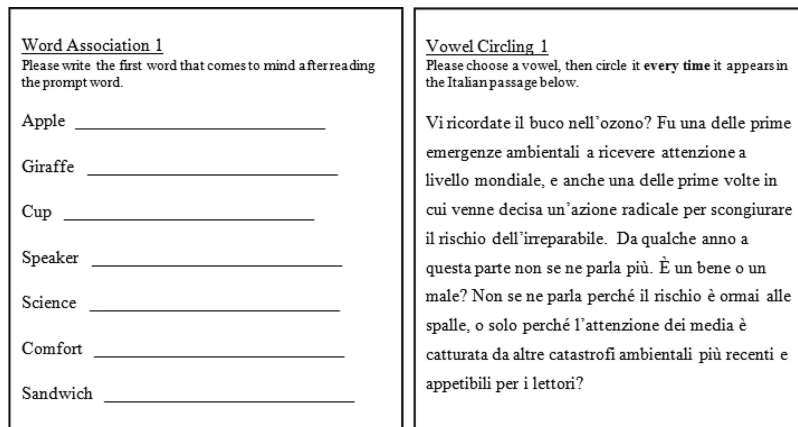 Word Association 1
Please write the first word that comes to mind after reading
the prompt word.
Apple
Giraffe
Cup
Speaker
Science
Comfort
Sandwich
Vowel Circling 1
Please choose a vowel, then circle it every time it appears in
the Italian passage below.
Vi ricordate il buco nell’ozono? Fu una delle prime
emergenze ambientali a ricevere attenzione a
livello mondiale, e anche una delle prime volte in
cui venne decisa un’azione radicale per scongiurare
il rischio dell’irreparabile. Da qualche anno a
questa parte non se ne parla più. È un bene o un
male? Non se ne parla perché il rischio è ormai alle
spalle, o solo perché l’attenzione dei media è
catturata da altre catastrofi ambientali più recenti e
appetibili per i lettori?